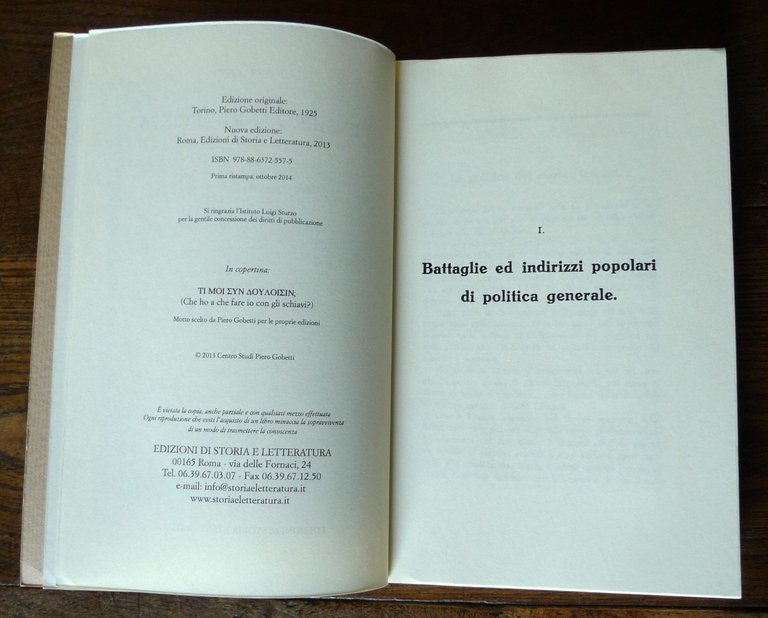 Edizione originale:
Torino, Piero Gobetti Editore, 1925
Nuova edizione:
Roma, Edizioni di Storia e Letteratura, 2013
ISBN 978-88-6372-557-5
Prima ristampa: ottobre 2014
Si ringrazia l'Istituto Luigi Sturzo
per la gentile concessione dei diritti di pubblicazione
In copertina:
ΤΙ ΜΟΙ ΣΥΝ ΔΟΥΛΟΙΣΙΝ;
(Che ho a che fare io con gli schiavi?)
Motto scelto da Piero Gobetti per le proprie edizioni
© 2013 Centro Studi Piero Gobetti
È vietata la copia, anche parziale e con qualsiasi mezzo effettuata
Ogni riproduzione che eviti l'acquisto di un libro minaccia la sopravvivenza
di un modo di trasmettere la conoscenza
EDIZIONI DI STORIA E LETTERATURA
00165 Roma - via delle Fornaci, 24
Tel. 06.39.67.03.07 - Fax 06.39.67.12.50
e-mail: info@storiaeletteratura.it
www.storiaeletteratura.it
I.
Battaglie ed indirizzi popolari
di politica generale.